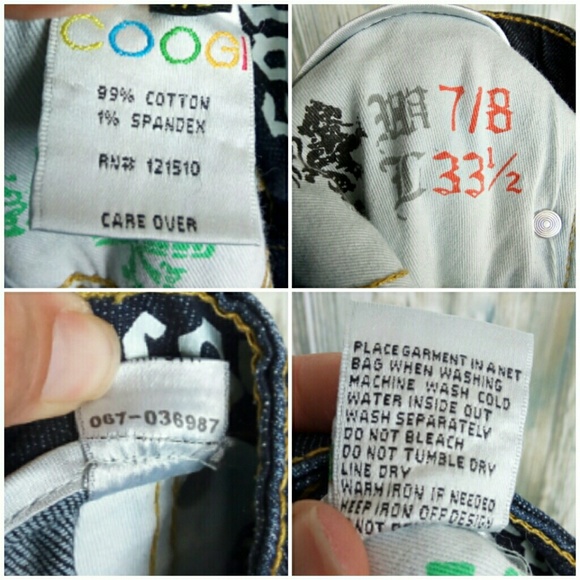 COOGI
99% COTTON
1% SPANDEX
RN# 121510
CARE OVER
W 7/8
L 33½
067-036987
PLACE GARMENT IN A NET
BAG WHEN WASHING
MACHINE WASH COLD
WATER INSIDE OUT
WASH SEPARATELY
DO NOT BLEACH
DO NOT TUMBLE DRY
LINE DRY
WARM IRON IF NEEDED
KEEP IRON OFF DESIGN